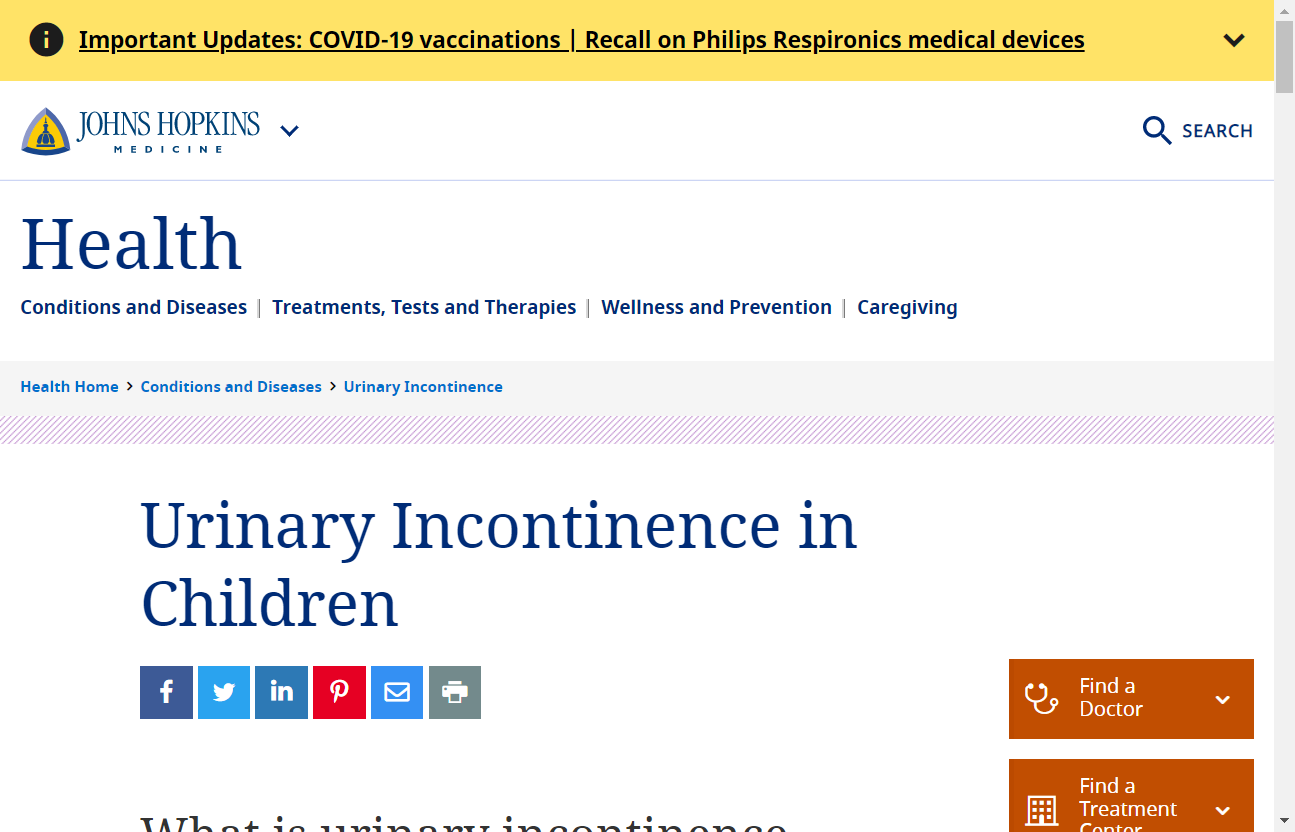 Important Updates: COVID-19 vaccinations | Recall on Philips Respironics medical devices
JOHNS HOPKINS
MEDICINE
SEARCH
Health
Conditions and Diseases | Treatments, Tests and Therapies | Wellness and Prevention | Caregiving
Health Home > Conditions and Diseases > Urinary Incontinence
Urinary Incontinence in
Children
Find a
Doctor
Find a
Treatment
Center
What is urinary incontinence